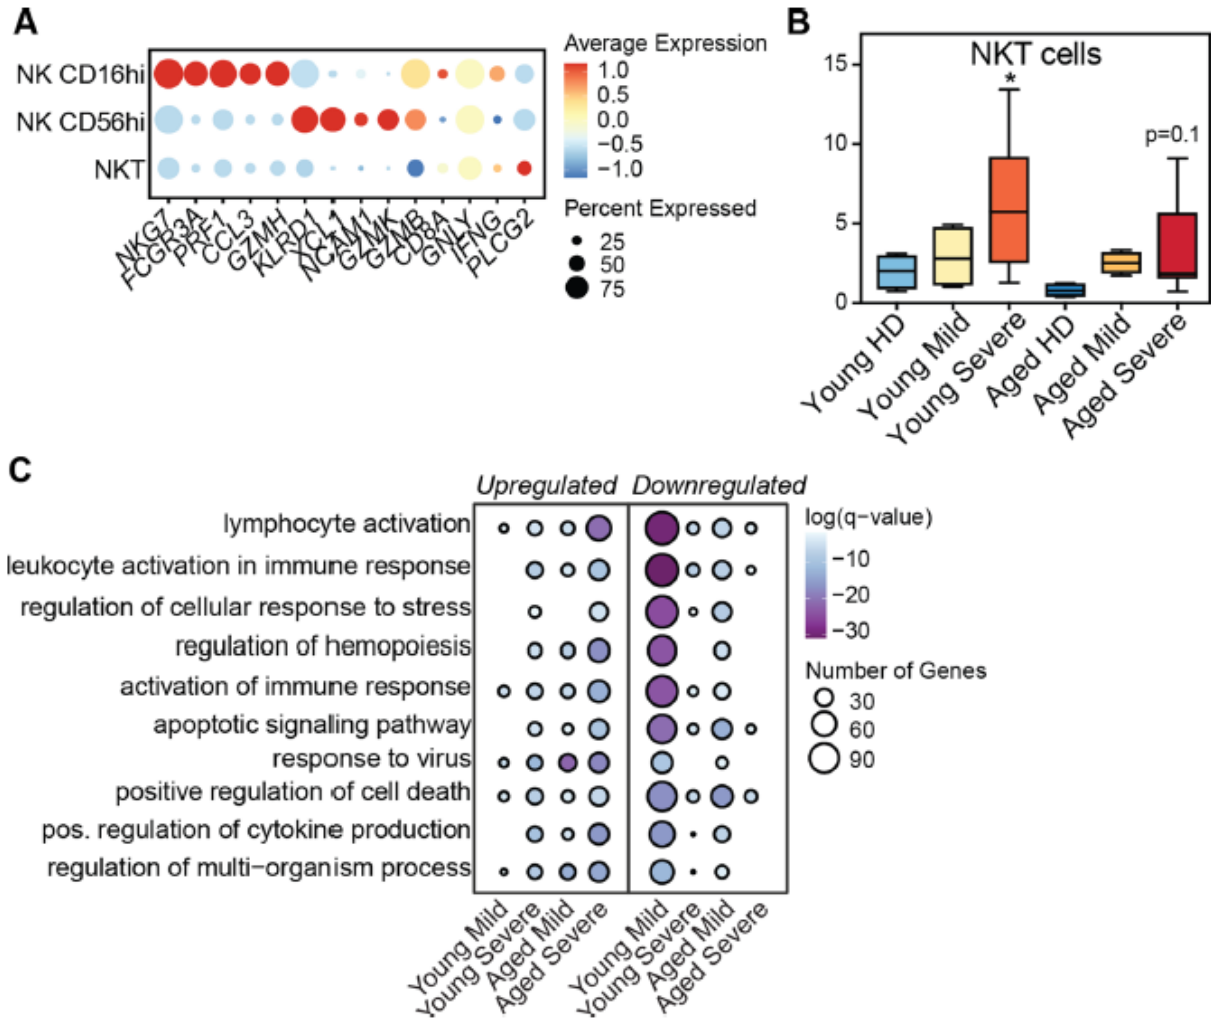 A
NK CD16hi
NK CD56hi
NKT
NKG7
FCGR3A
PRF1
CCL3
GZMH
KLRD1
XCL1
NCAM1
GZMK
GZMB
CD8A
GNLY
IFNG
PLCG2
Average Expression
1.0
0.5
0.0
−0.5
−1.0
Percent Expressed
25
50
75
B
NKT cells
15
10
5
0
*
p=0.1
Young HD
Young Mild
Young Severe
Aged HD
Aged Mild
Aged Severe
C
Upregulated Downregulated
lymphocyte activation
leukocyte activation in immune response
regulation of cellular response to stress
regulation of hemopoiesis
activation of immune response
apoptotic signaling pathway
response to virus
positive regulation of cell death
pos. regulation of cytokine production
regulation of multi−organism process
Young Mild
Young Severe
Aged Mild
Aged Severe
Young Mild
Young Severe
Aged Mild
Aged Severe
log(q−value)
−10
−20
−30
Number of Genes
30
60
90